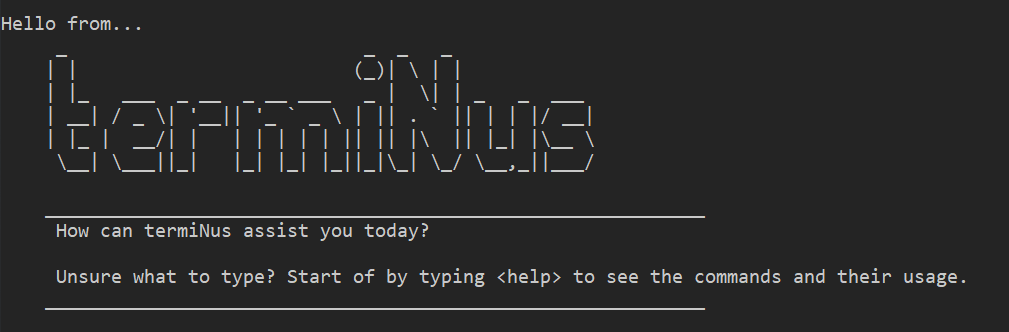 Hello from...
termiNus
How can termiNus assist you today?
Unsure what to type? Start of by typing <help> to see the commands and their usage.